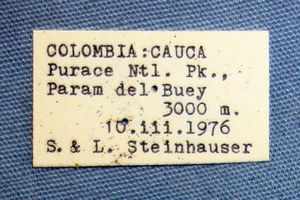 COLOMBIA:CAUCA
Purace Ntl. Pk.,
Param del Buey
3000 m.
10.iii.1976
S. & L. Steinhauser